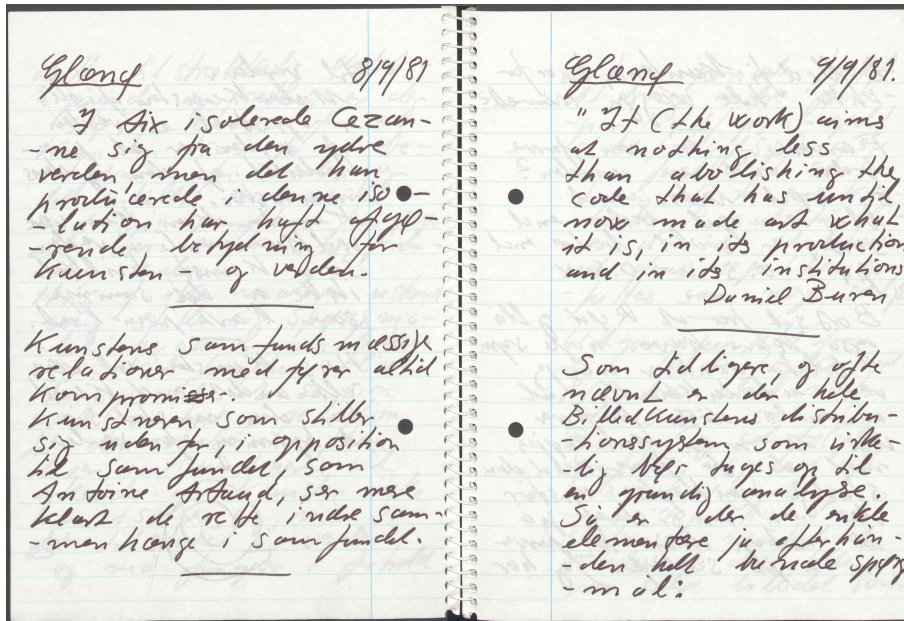 Glænø 8/9/81
I Aix isolerede Cezan-
-ne sig fra den ydre
verden, men det han
producerede i denne iso-
-lation har haft afgø-
-rende betydning for
Kunsten - og verden.
Kunstens samfundsmæssige
relationer medfører altid
Kompromis.
Kunstneren, som stiller
sig udenfor, i opposition
til samfundet, som
Antoine Artaud, ser mere
klart de rette indre sam-
-menhænge i samfundet.
Glænø 9/9/81.
"It (the work) aims
at nothing less
than abolishing the
code that has until
now made art what
it is, in its production
and in its institutions
Daniel Buren
Som tidligere, og ofte
nævnt er der hele
Billedkunstens distribu-
-tionssystem som virke-
-lig bør tages op til
en grundig analyse.
Så er der de enkle
elementære ja efterhån-
-den helt banale spørgs
-mål: